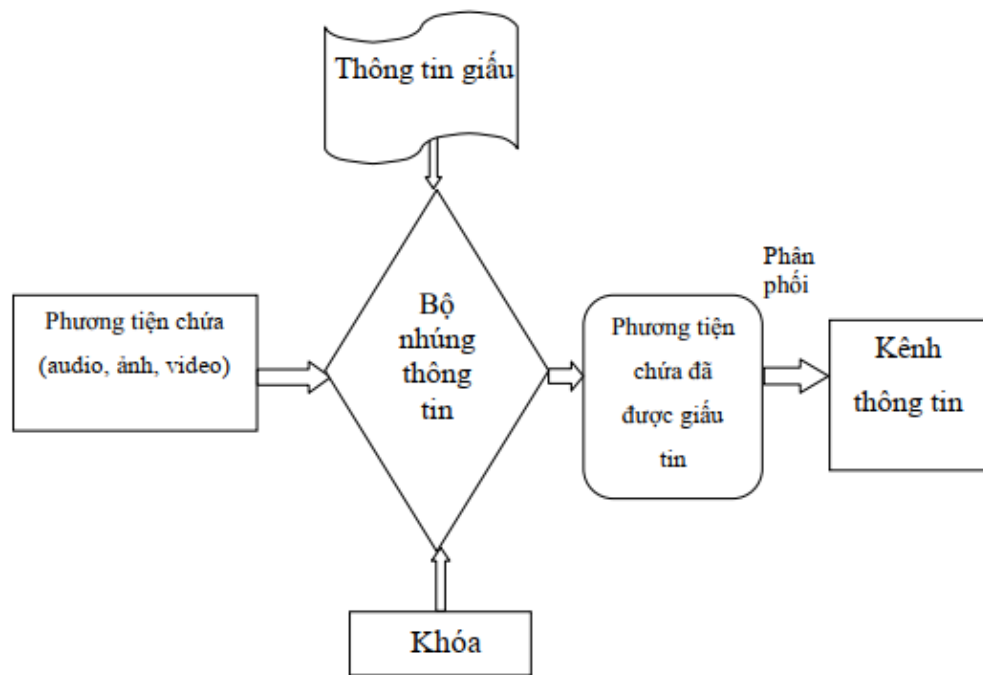 Thông tin giấu
Phương tiện chứa
(audio, ảnh, video)
Bộ
nhúng
thông
tin
Khóa
Phương tiện
chứa đã
được giấu
tin
Phân
phối
Kênh
thông tin